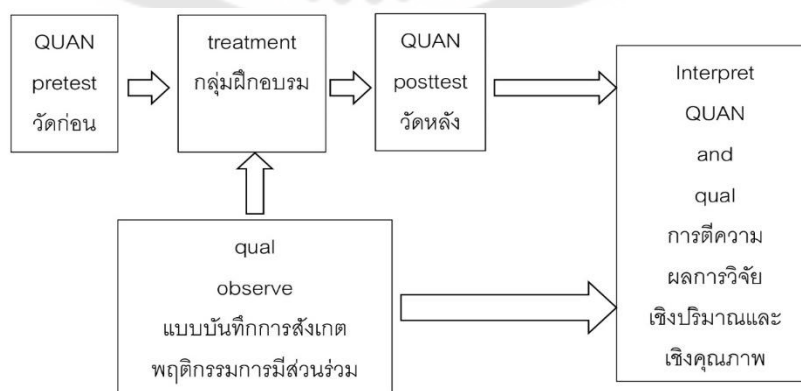 QUAN
pretest
วัดก่อน
treatment
กลุ่มฝึกอบรม
QUAN
posttest
วัดหลัง
Interpret
QUAN
and
qual
การตีความ
ผลการวิจัย
เชิงปริมาณและ
เชิงคุณภาพ
qual
observe
แบบบันทึกการสังเกต
พฤติกรรมการมีส่วนร่วม